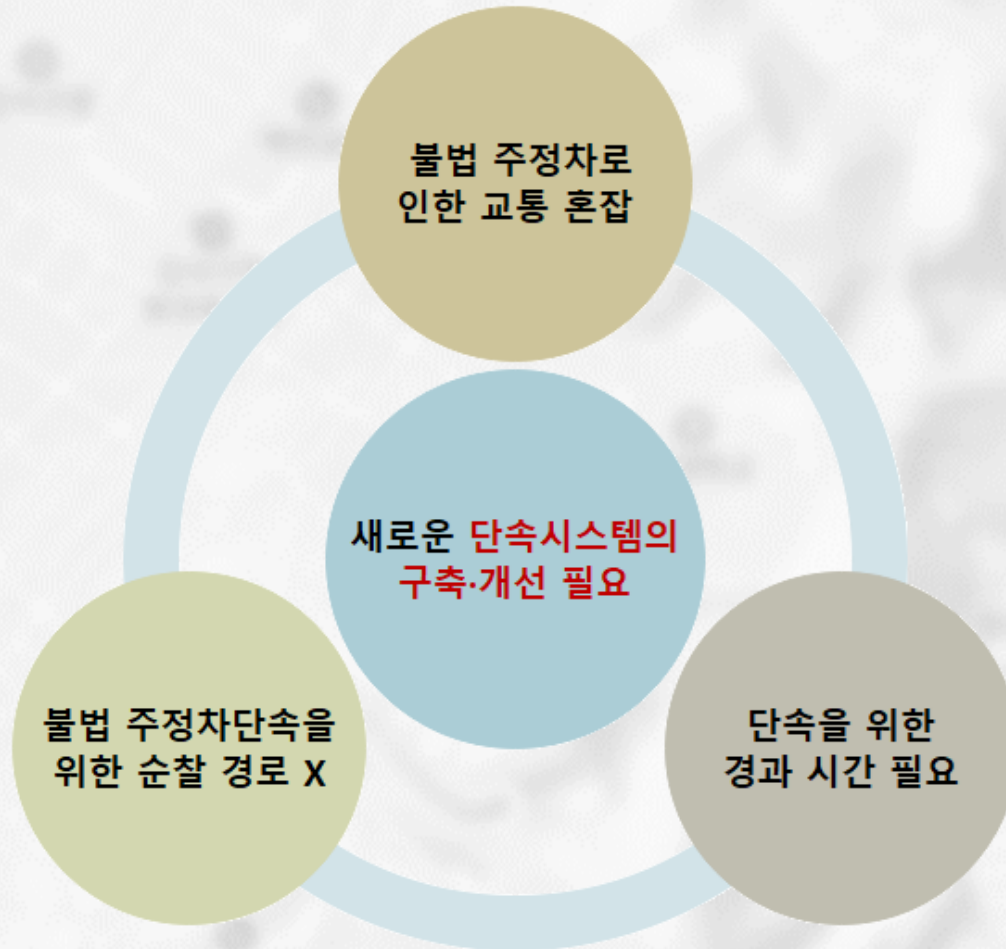 불법 주정차로
인한 교통 혼잡
새로운 단속시스템의
구축·개선 필요
불법 주정차단속을
위한 순찰 경로 X
단속을 위한
경과 시간 필요